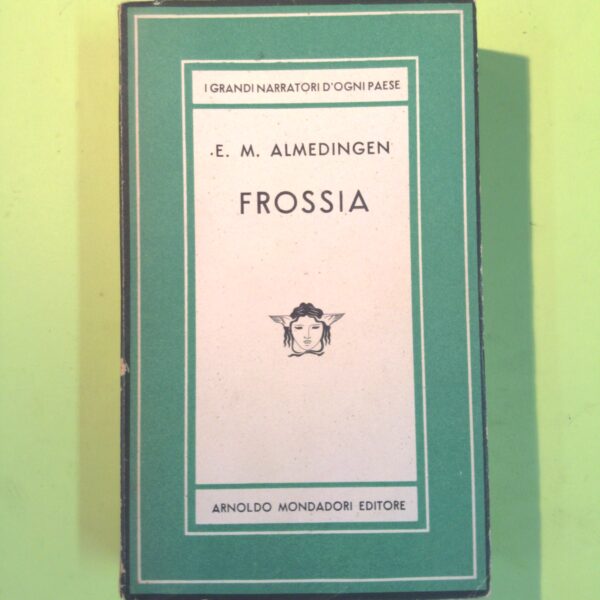 I GRANDI NARRATORI D'OGNI PAESE
E. M. ALMEDINGEN
FROSSIA
ARNOLDO MONDADORI EDITORE